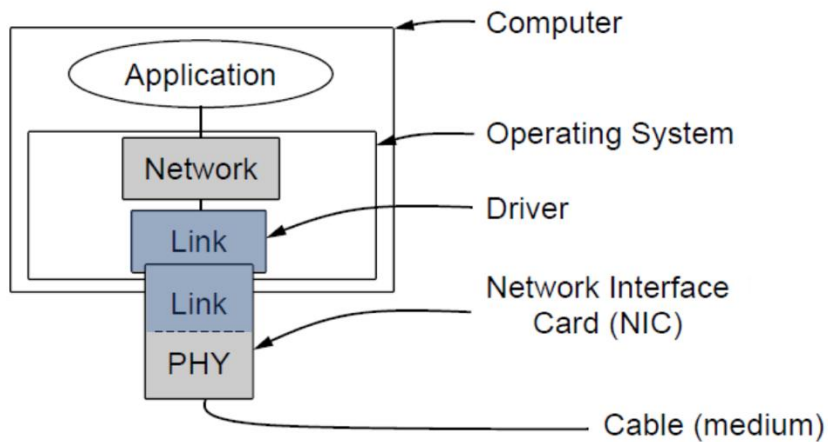 Computer
Application
Operating System
Network
Driver
Link
Link
Network Interface
Card (NIC)
PHY
Cable (medium)